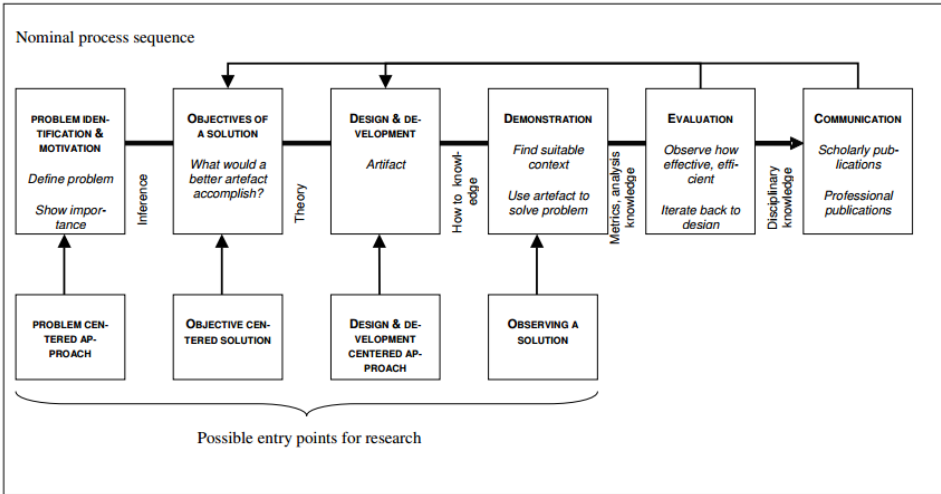 Nominal process sequence
PROBLEM IDEN-
TIFICATION &
MOTIVATION
Define problem
Show impor-
tance
Inference
OBJECTIVES OF
A SOLUTION
What would a
better artefact
accomplish?
Theory
DESIGN & DE-
VELOPMENT
Artifact
How to knowl-
edge
DEMONSTRATION
Find suitable
context
Use artefact to
solve problem
Metrics, analysis
knowledge
EVALUATION
Observe how
effective, effi-
cient
Iterate back to
design
Disciplinary
knowledge
COMMUNICATION
Scholarly pub-
lications
Professional
publications
PROBLEM CEN-
TERED AP-
PROACH
OBJECTIVE CEN-
TERED SOLUTION
DESIGN & DE-
VELOPMENT
CENTERED AP-
PROACH
OBSERVING A
SOLUTION
Possible entry points for research